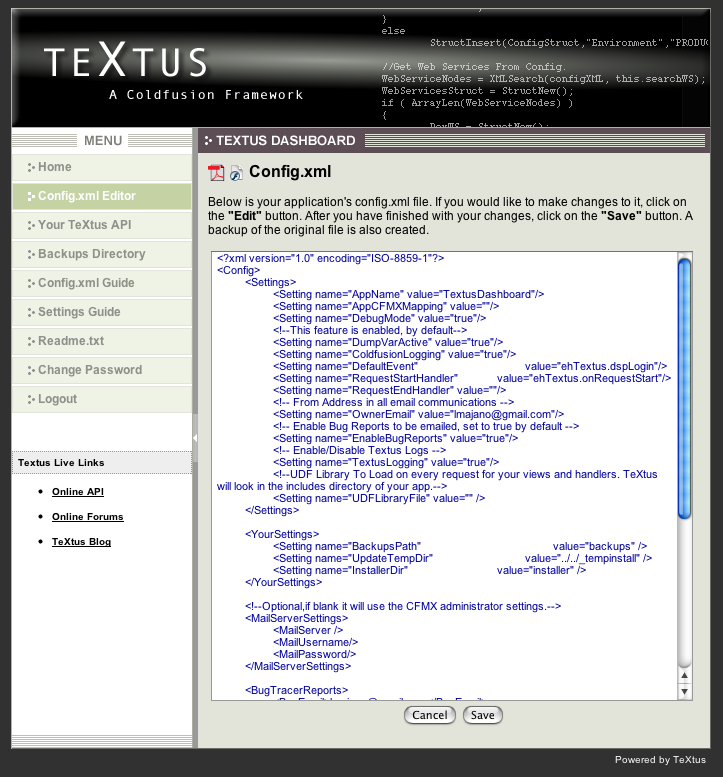 }
else
StructInsert(ConfigStruct,"Environment","PRODUC
//Get Web Services From Config.
WebServiceNodes = XMLSearch(configXML, this.searchWS);
WebServicesStruct = StructNew();
if ( ArrayLen(WebServiceNodes) )
{
DevWS = StructNew();
TEXTUS
A Coldfusion Framework
MENU
Home
Config.xml Editor
Your TeXtus API
Backups Directory
Config.xml Guide
Settings Guide
Readme.txt
Change Password
Logout
Textus Live Links
Online API
Online Forums
TeXtus Blog
TEXTUS DASHBOARD
Config.xml
Below is your application's config.xml file. If you would like to make changes to it, click on
the "Edit" button. After you have finished with your changes, click on the "Save" button. A
backup of the original file is also created.
<?xml version="1.0" encoding="ISO-8859-1"?>
<Config>
<Settings>
<Setting name="AppName" value="TextusDashboard"/>
<Setting name="AppCFMXMapping" value=""/>
<Setting name="DebugMode" value="true"/>
<!--This feature is enabled, by default-->
<Setting name="DumpVarActive" value="true"/>
<Setting name="ColdfusionLogging" value="true"/>
<Setting name="DefaultEvent" value="ehTextus.dspLogin"/>
<Setting name="RequestStartHandler" value="ehTextus.onRequestStart"/>
<Setting name="RequestEndHandler" value=""/>
<!-- From Address in all email communications -->
<Setting name="OwnerEmail" value="lmajano@gmail.com"/>
<!-- Enable Bug Reports to be emailed, set to true by default -->
<Setting name="EnableBugReports" value="true"/>
<!-- Enable/Disable Textus Logs -->
<Setting name="TextusLogging" value="true"/>
<!--UDF Library To Load on every request for your views and handlers. TeXtus
will look in the includes directory of your app.-->
<Setting name="UDFLibraryFile" value="" />
</Settings>
<YourSettings>
<Setting name="BackupsPath" value="backups" />
<Setting name="UpdateTempDir" value="../../_tempinstall" />
<Setting name="InstallerDir" value="installer" />
</YourSettings>
<!--Optional,if blank it will use the CFMX administrator settings.-->
<MailServerSettings>
<MailServer />
<MailUsername/>
<MailPassword/>
</MailServerSettings>
<BugTracerReports>
Cancel
Save
Powered by TeXtus